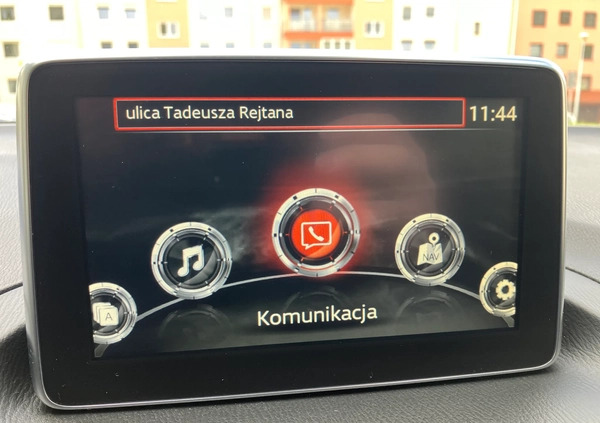 ulica Tadeusza Rejtana 11:44
NAV
A
Komunikacja